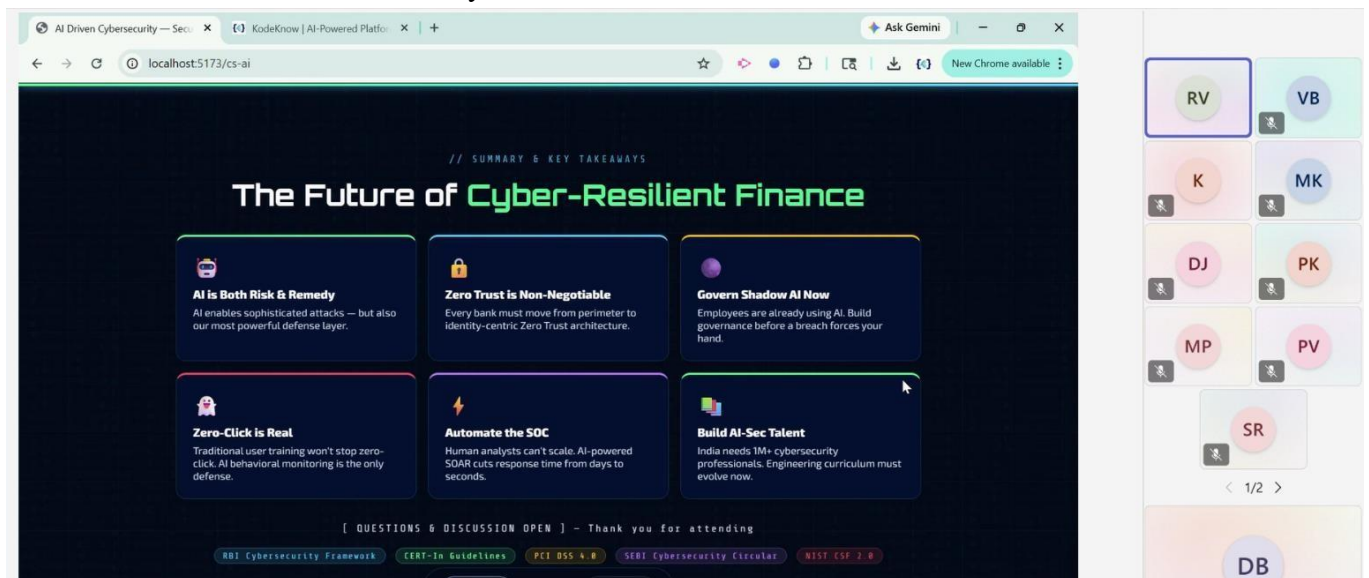 AI Driven Cybersecurity — Secu
KodeKnow | AI-Powered Platfo
Ask Gemini
localhost:5173/cs-ai
New Chrome available
// SUMMARY & KEY TAKEAWAYS
The Future of Cyber-Resilient Finance
AI is Both Risk & Remedy
AI enables sophisticated attacks — but also
our most powerful defense layer.
Zero Trust is Non-Negotiable
Every bank must move from perimeter to
identity-centric Zero Trust architecture.
Govern Shadow AI Now
Employees are already using AI. Build
governance before a breach forces your
hand.
Zero-Click is Real
Traditional user training won't stop zero-
click. AI behavioral monitoring is the only
defense.
Automate the SOC
Human analysts can't scale. AI-powered
SOAR cuts response time from days to
seconds.
Build AI-Sec Talent
India needs 1M+ cybersecurity
professionals. Engineering curriculum must
evolve now.
[ QUESTIONS & DISCUSSION OPEN ] — Thank you for attending
RBI Cybersecurity Framework
CERT-In Guidelines
PCI DSS 4.0
SEBI Cybersecurity Circular
NIST CSF 2.0
RV
VB
K
MK
DJ
PK
MP
PV
SR
1/2
DB